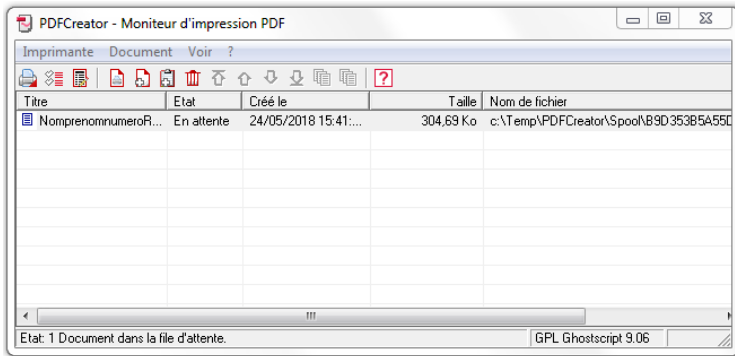 PDFCreator - Moniteur d'impression PDF
Imprimante Document Voir ?
Titre Etat Créé le Taille Nom de fichier
NomprenomnumeroR... En attente 24/05/2018 15:41:... 304,69 Ko c:\Temp\PDFCreator\Spool\B9D353B5A55D
Etat: 1 Document dans la file d'attente. GPL Ghostscript 9.06